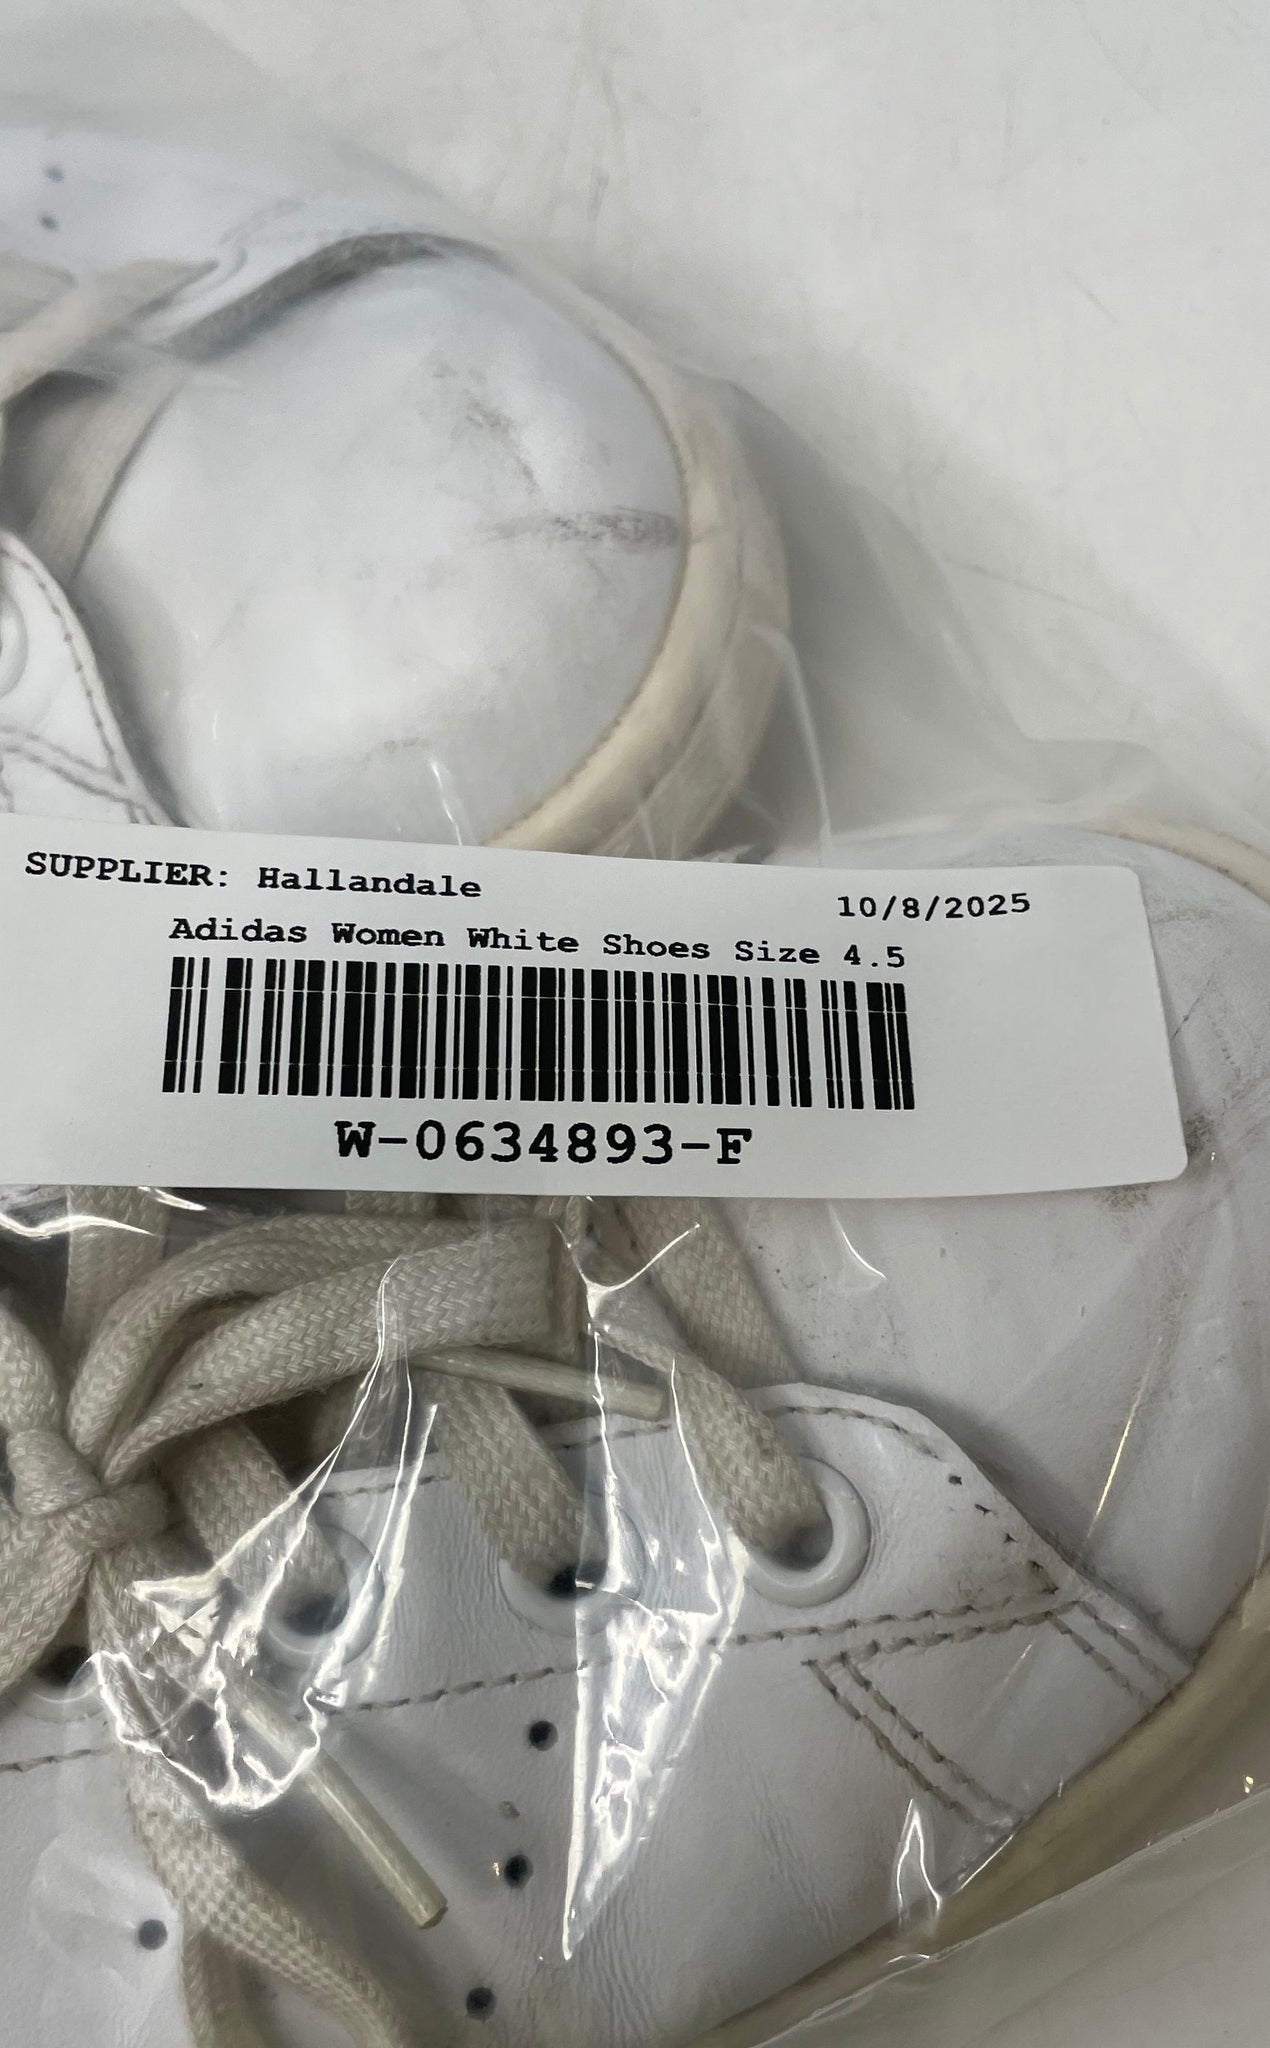 SUPPLIER: Hallandale
10/8/2025
Adidas Women White Shoes Size 4.5
W-0634893-F